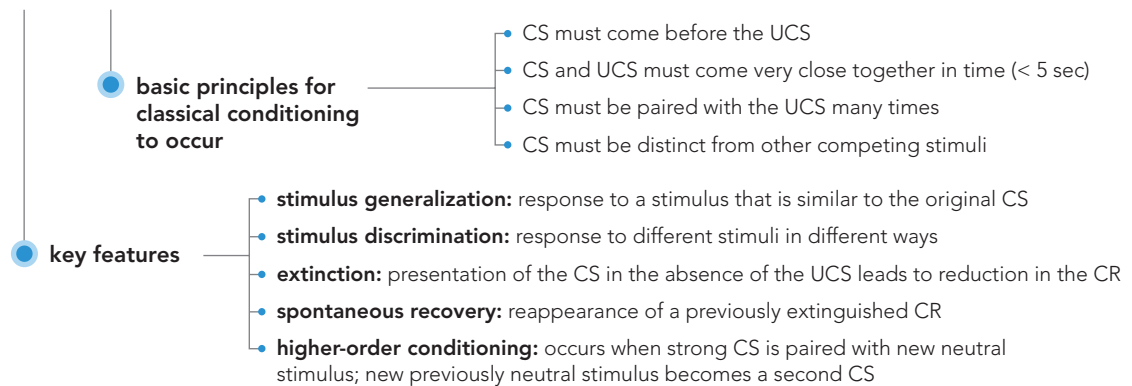 CS must come before the UCS
CS and UCS must come very close together in time (< 5 sec)
basic principles for
classical conditioning
to occur
CS must be paired with the UCS many times
CS must be distinct from other competing stimuli
stimulus generalization: response to a stimulus that is similar to the original CS
stimulus discrimination: response to different stimuli in different ways
key features
extinction: presentation of the CS in the absence of the UCS leads to reduction in the CR
spontaneous recovery: reappearance of a previously extinguished CR
higher-order conditioning: occurs when strong CS is paired with new neutral
stimulus; new previously neutral stimulus becomes a second CS